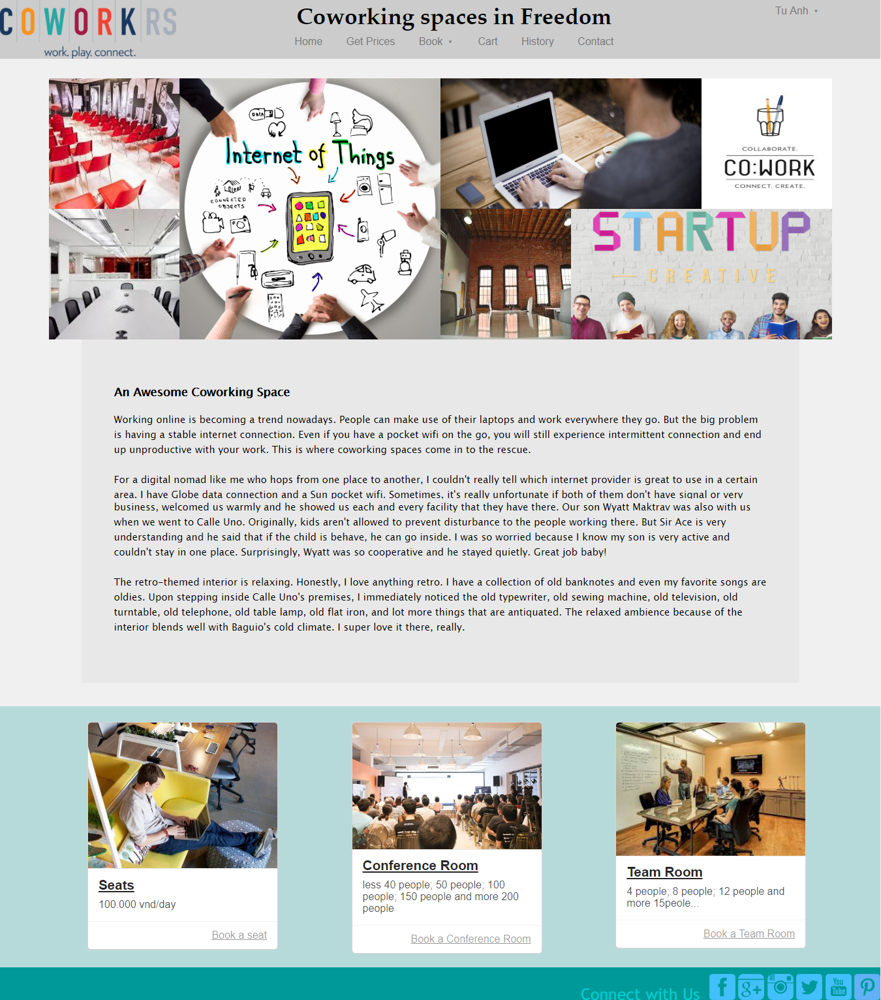 COWORKRS
work. play. connect.
Coworking spaces in Freedom
Tu Anh
Home Get Prices Book Cart History Contact
FRANCIS
DATA
Internet of Things
CONNECTED
OBJECTS
COLLABORATE.
CO:WORK
CONNECT. CREATE.
STARTUP
CREATIVE
An Awesome Coworking Space
Working online is becoming a trend nowadays. People can make use of their laptops and work everywhere they go. But the big problem
is having a stable internet connection. Even if you have a pocket wifi on the go, you will still experience intermittent connection and end
up unproductive with your work. This is where coworking spaces come in to the rescue.
For a digital nomad like me who hops from one place to another, I couldn't really tell which internet provider is great to use in a certain
area. I have Globe data connection and a Sun pocket wifi. Sometimes, it's really unfortunate if both of them don't have signal or very
business, welcomed us warmly and he showed us each and every facility that they have there. Our son Wyatt Maktrav was also with us
when we went to Calle Uno. Originally, kids aren't allowed to prevent disturbance to the people working there. But Sir Ace is very
understanding and he said that if the child is behave, he can go inside. I was so worried because I know my son is very active and
couldn't stay in one place. Surprisingly, Wyatt was so cooperative and he stayed quietly. Great job baby!
The retro-themed interior is relaxing. Honestly, I love anything retro. I have a collection of old banknotes and even my favorite songs are
oldies. Upon stepping inside Calle Uno's premises, I immediately noticed the old typewriter, old sewing machine, old television, old
turntable, old telephone, old table lamp, old flat iron, and lot more things that are antiquated. The relaxed ambience because of the
interior blends well with Baguio's cold climate. I super love it there, really.
Seats
100.000 vnd/day
Book a seat
Conference Room
less 40 people; 50 people; 100
people; 150 people and more 200
people
Book a Conference Room
Team Room
4 people; 8 people; 12 people and
more 15peole...
Book a Team Room
Connect with Us
You
Tube